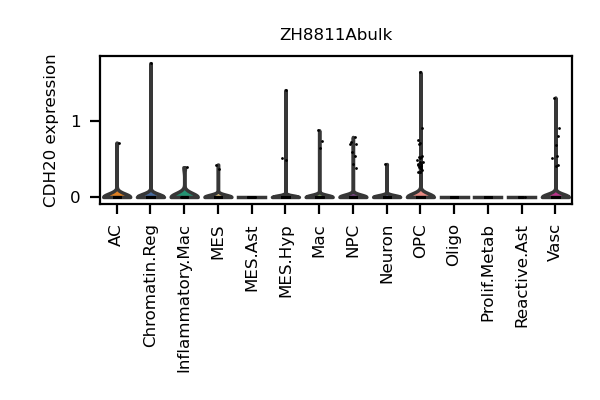 ZH8811Abulk
CDH20 expression
1
0
AC
Chromatin.Reg
Inflammatory.Mac
MES
MES.Ast
MES.Hyp
Mac
NPC
Neuron
OPC
Oligo
Prolif.Metab
Reactive.Ast
Vasc